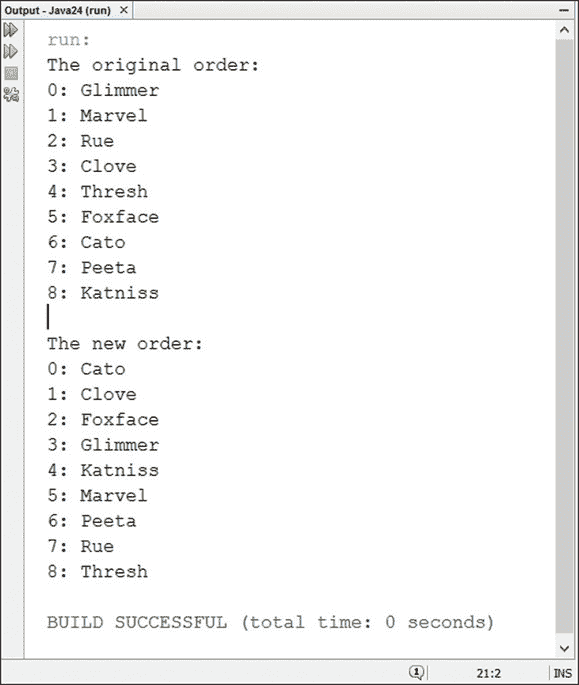 Output - Java24 (run) ×
run:
The original order:
0: Glimmer
1: Marvel
2: Rue
3: Clove
4: Thresh
5: Foxface
6: Cato
7: Peeta
8: Katniss
The new order:
0: Cato
1: Clove
2: Foxface
3: Glimmer
4: Katniss
5: Marvel
6: Peeta
7: Rue
8: Thresh
BUILD SUCCESSFUL (total time: 0 seconds)
1 21:2 INS